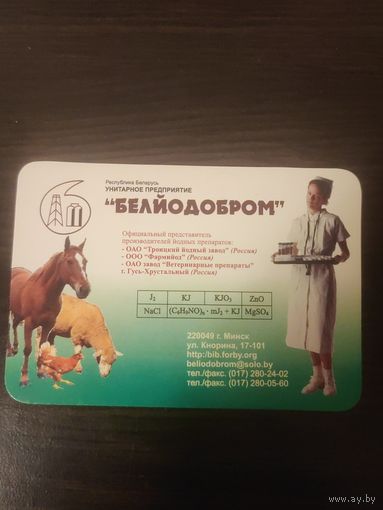 Республика Беларусь
УНИТАРНОЕ ПРЕДПРИЯТИЕ
"БЕЛЙОДОБРОМ"
Официальный представитель
производителей йодных препаратов:
- ОАО "Троицкий йодный завод" (Россия)
- ООО "Фармийод" (Россия)
- ОАО завод "Ветеринарные препараты"
г. Гусь-Хрустальный (Россия)
J₂ KJ KJO₃ ZnO
NaCl (C₆H₉NO)ₙ · mJ₂ + KJ MgSO₄
220049 г. Минск
ул. Кнорина, 17-101
http:/bib.forby.org
beliodobrom@solo.by
тел./факс. (017) 280-24-02
тел./факс. (017) 280-05-60
www.ay.by